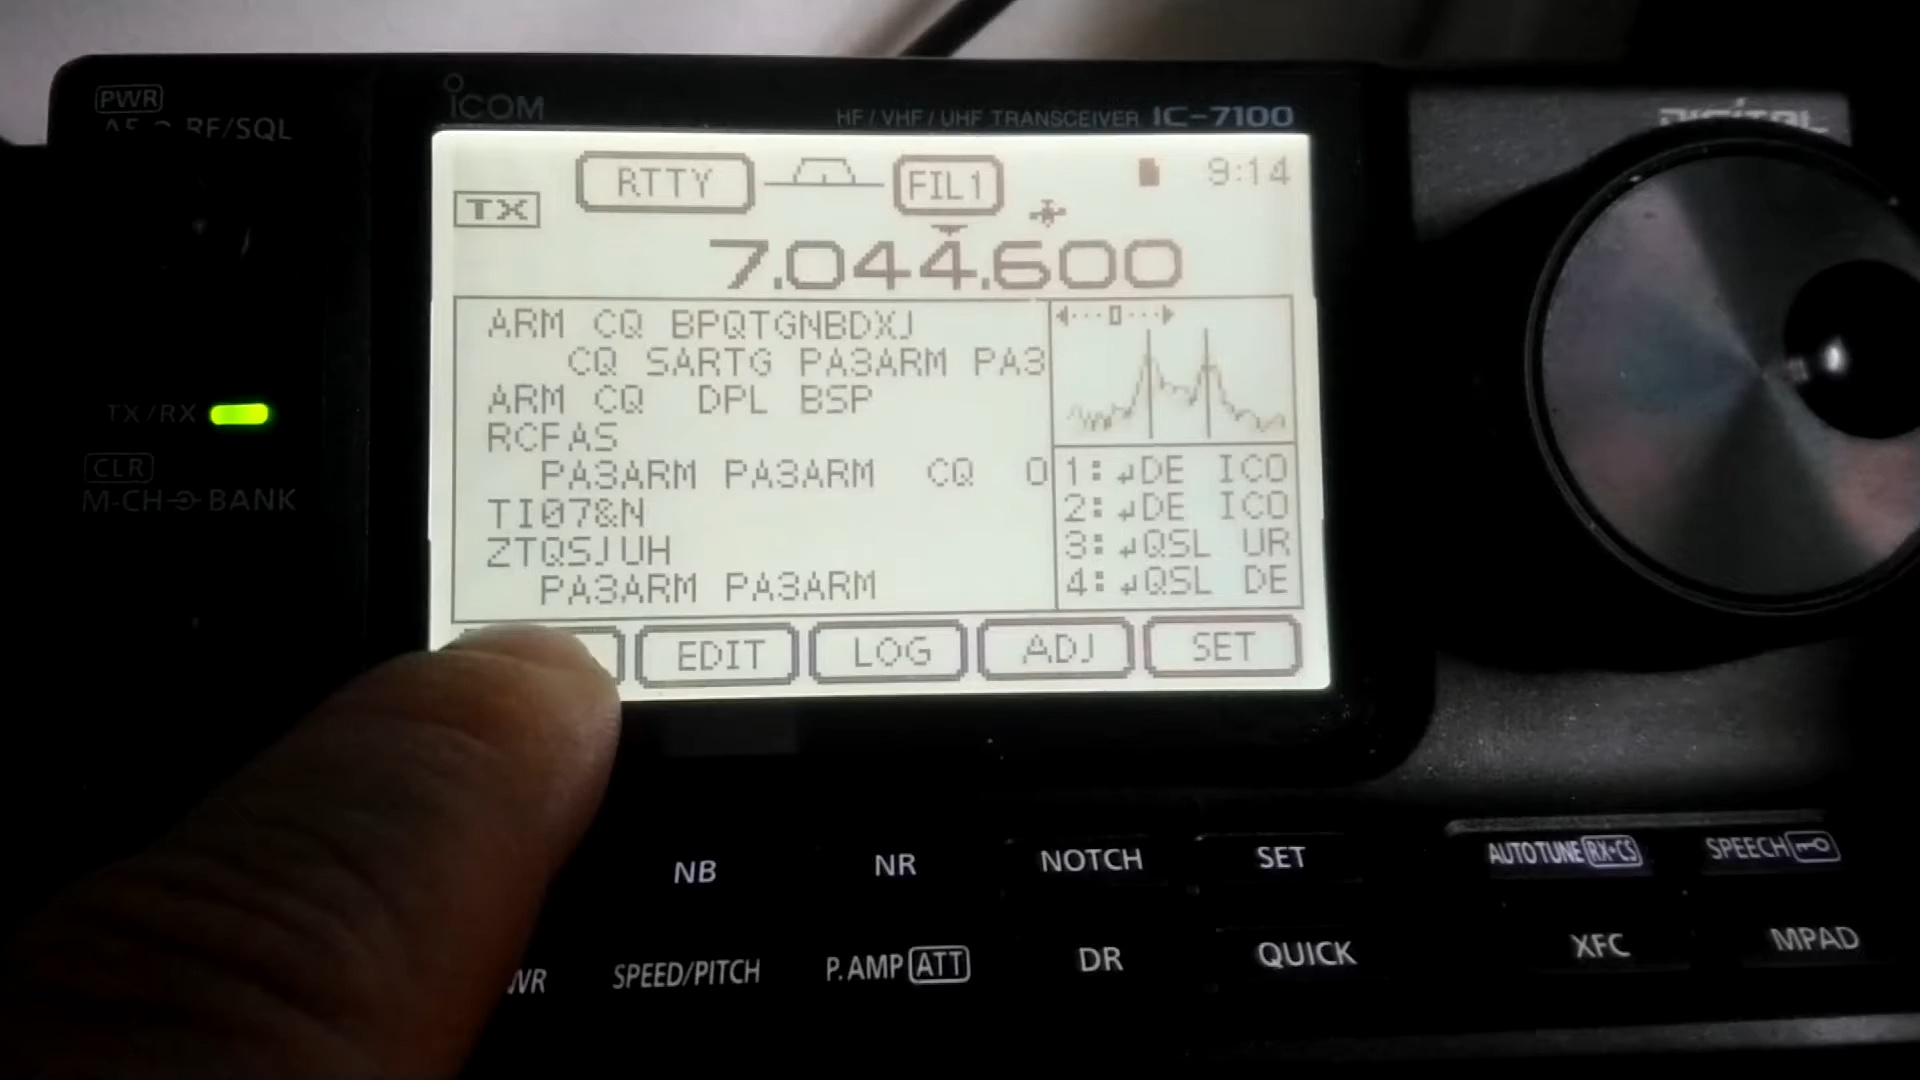 PWR
AF RF/SQL
ICOM
HF/VHF/UHF TRANSCEIVER IC-7100
DIGITAL
TX
RTTY
FIL1
9:14
7.044.600
ARM CQ BPQTGNBDXJ
CQ SARTG PA3ARM PA3
ARM CQ DPL BSP
RCFAS
PA3ARM PA3ARM CQ O
TI07&N
ZTQSJUH
PA3ARM PA3ARM
1:↲DE ICO
2:↲DE ICO
3:↲QSL UR
4:↲QSL DE
EDIT
LOG
ADJ
SET
TX/RX
CLR
M-CH BANK
NB
NR
NOTCH
SET
AUTOTUNE RX•CS
SPEECH
SPEED/PITCH
P.AMP ATT
DR
QUICK
XFC
MPAD